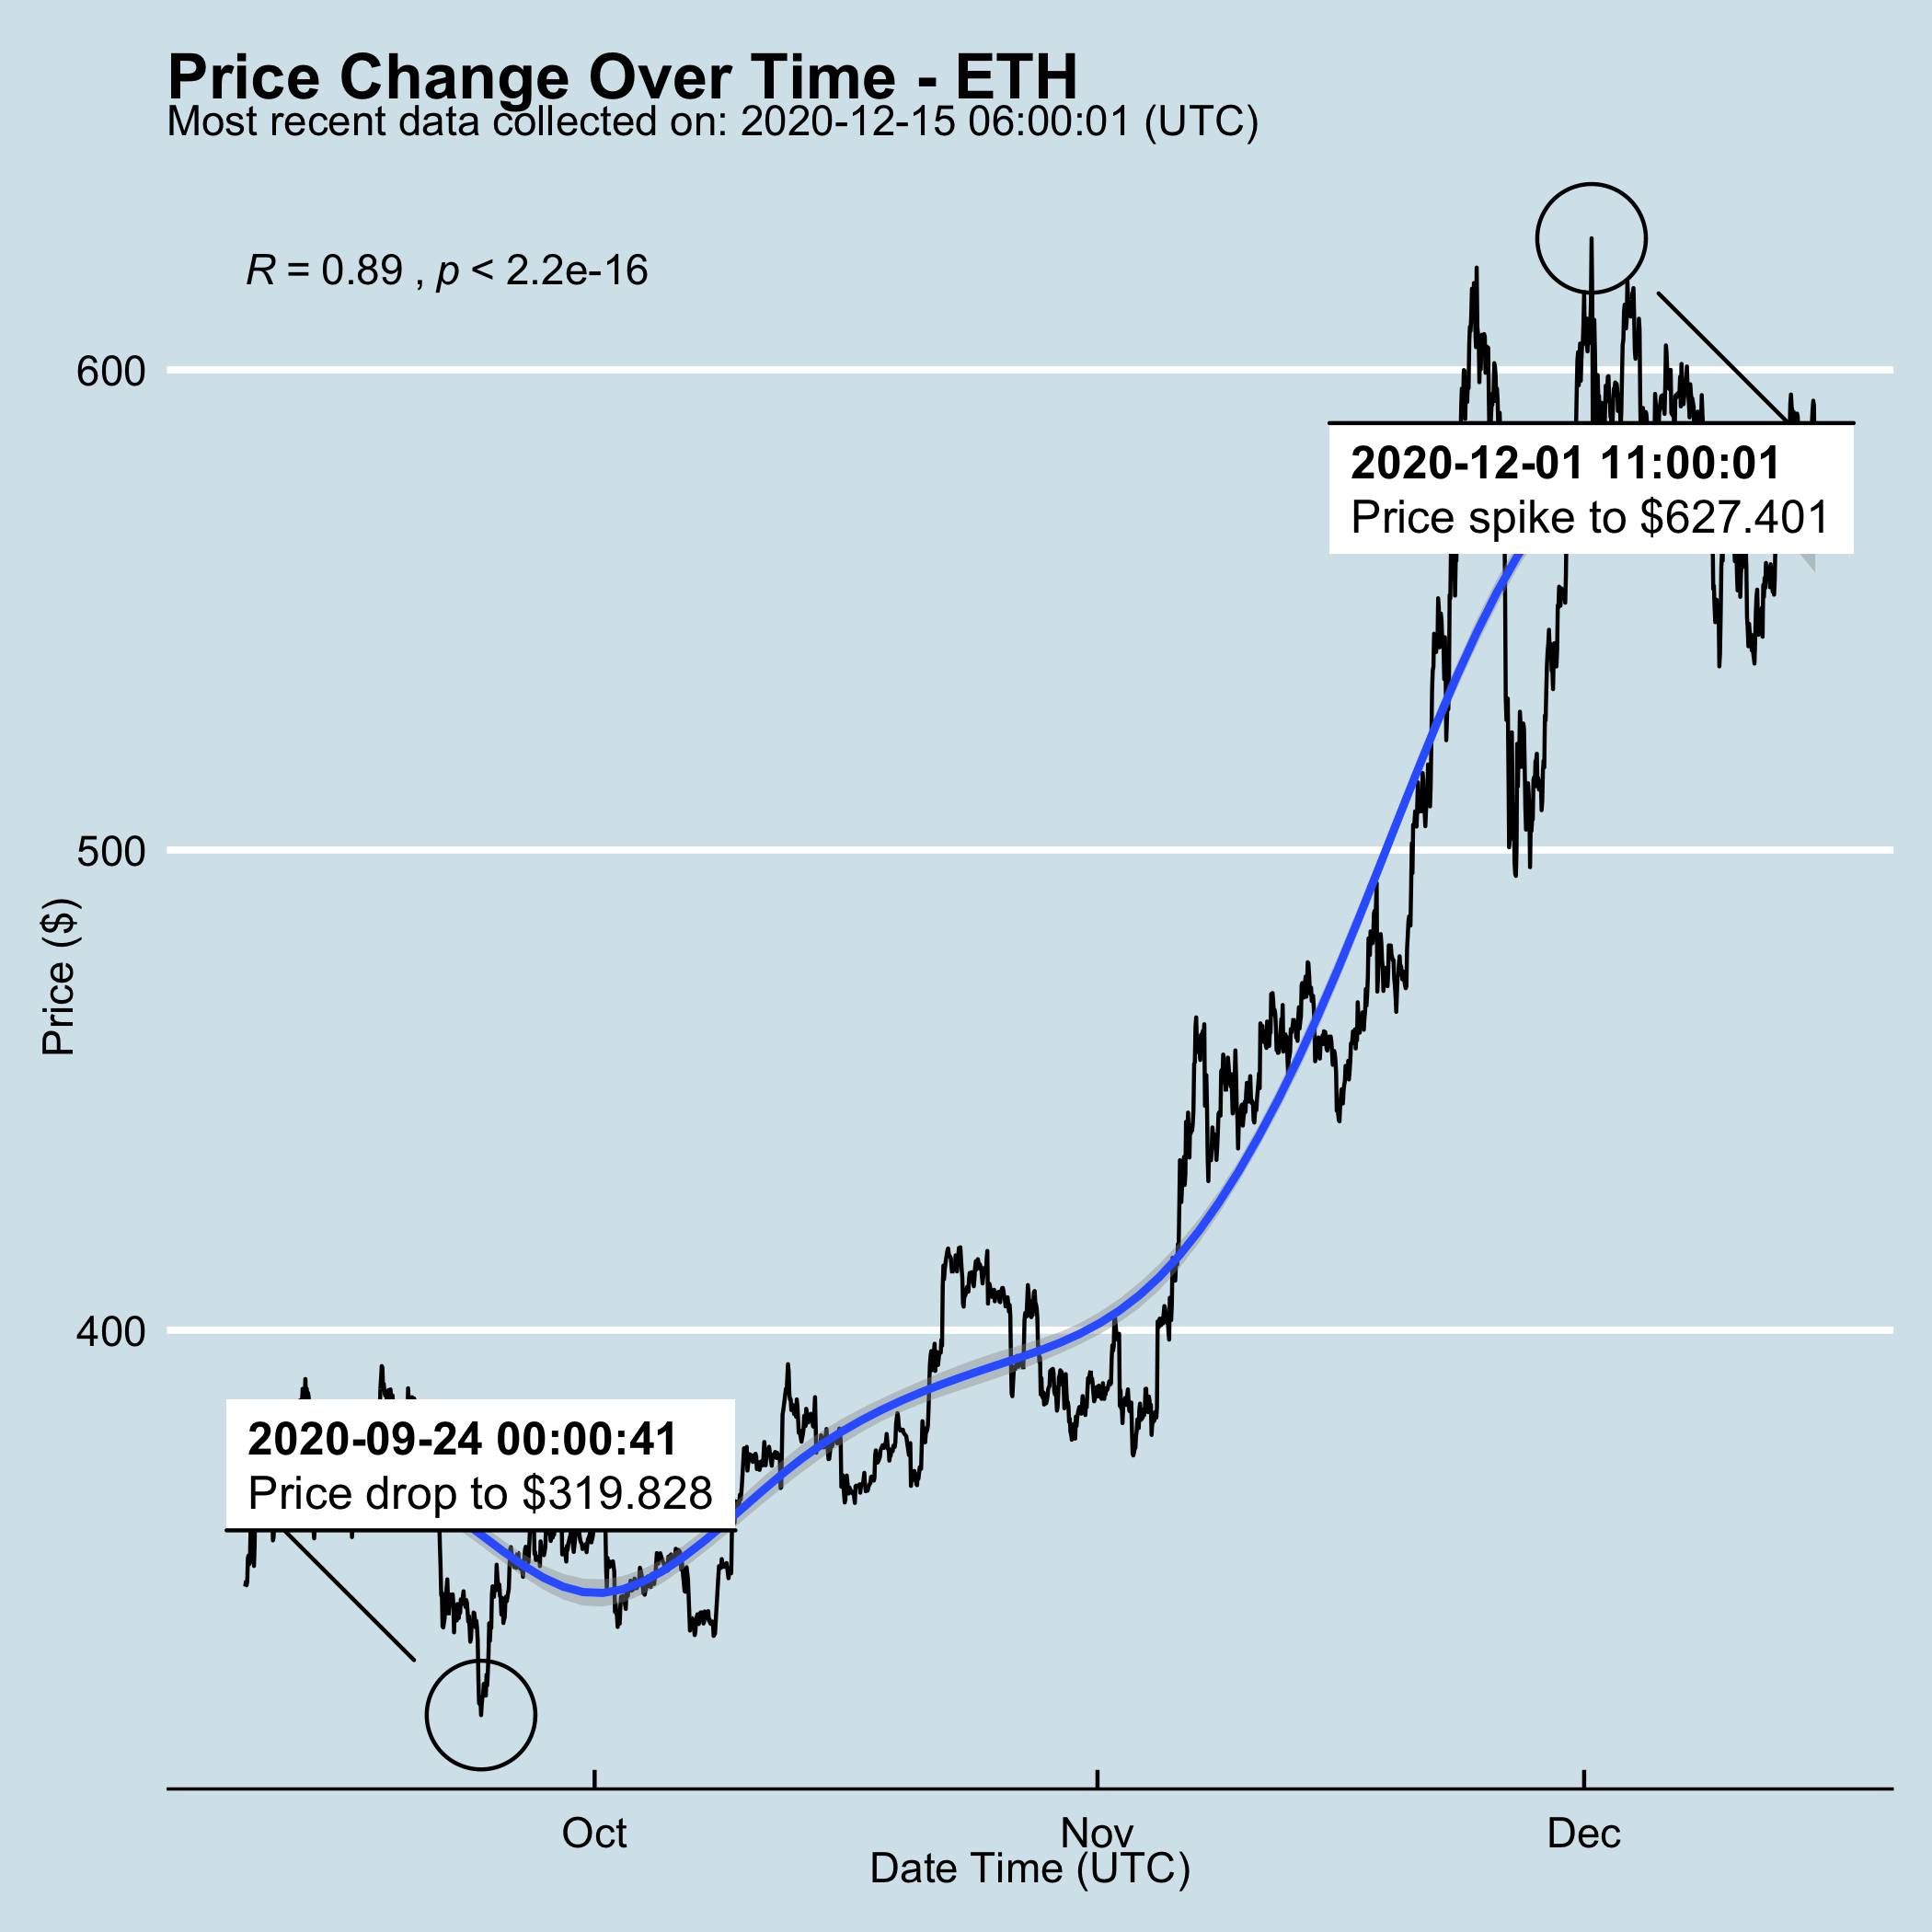 Price Change Over Time - ETH
Most recent data collected on: 2020-12-15 06:00:01 (UTC)
R = 0.89 , p < 2.2e-16
600
2020-12-01 11:00:01
Price spike to $627.401
500
Price ($)
400
2020-09-24 00:00:41
Price drop to $319.828
Oct
Nov
Dec
Date Time (UTC)